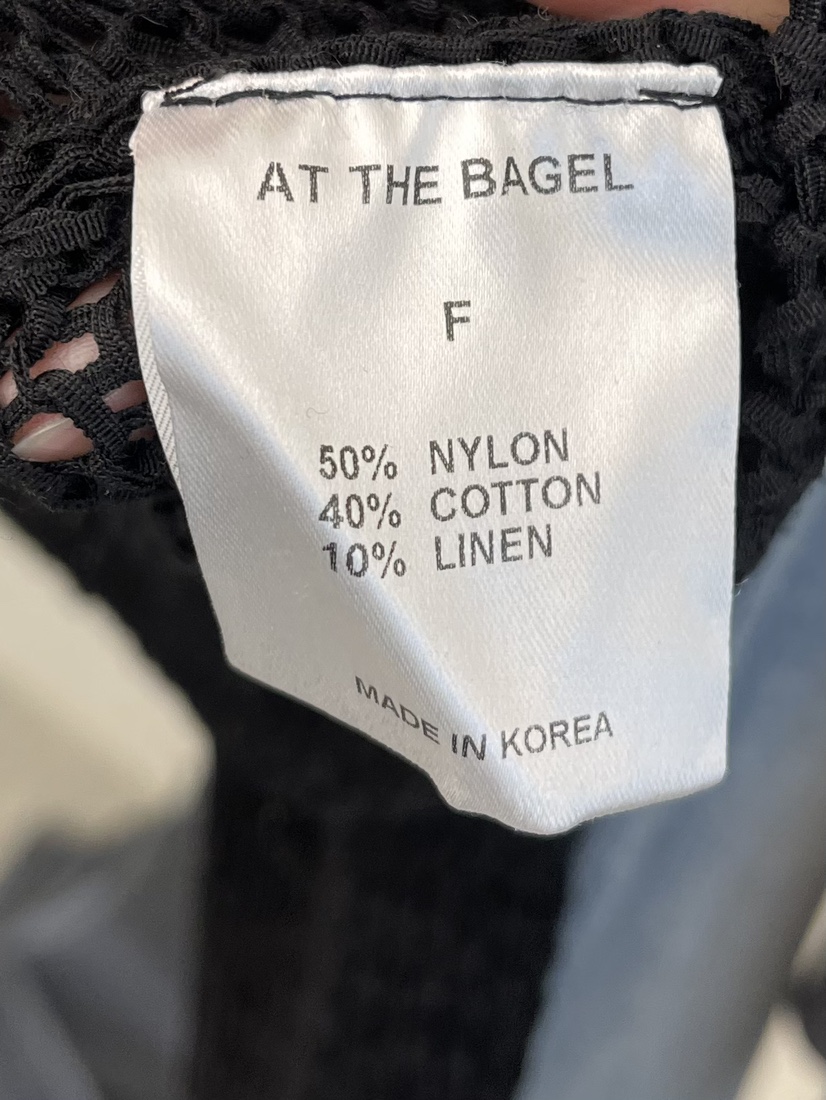 AT THE BAGEL
F
50% NYLON
40% COTTON
10% LINEN
MADE IN KOREA